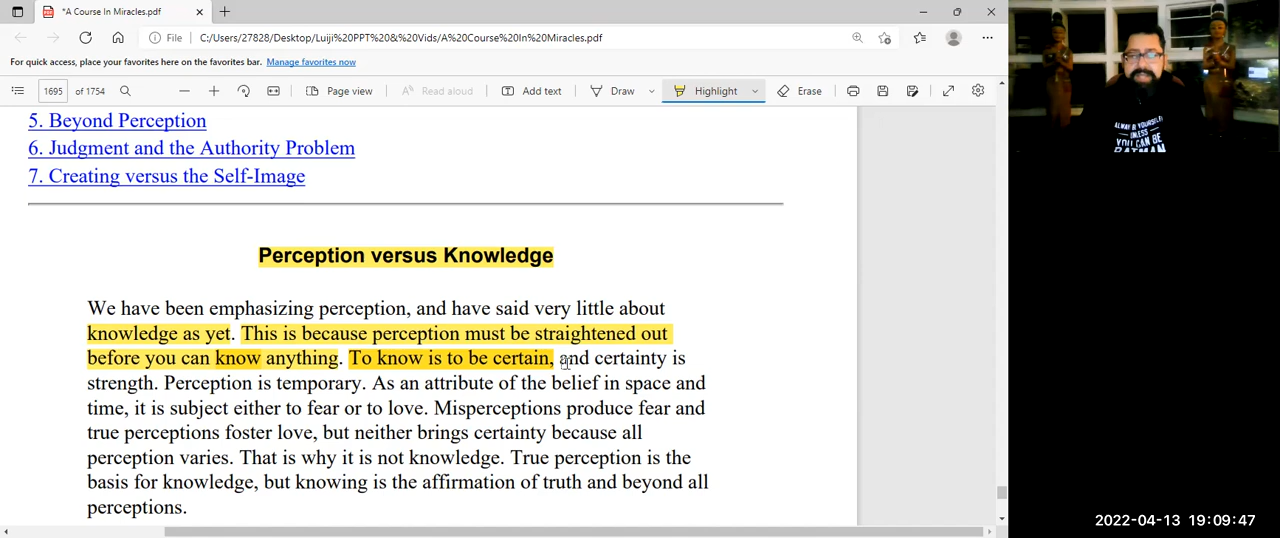 *A Course In Miracles.pdf
File
C:/Users/27828/Desktop/Luiji%20PPT%20&%20Vids/A%20Course%20In%20Miracles.pdf
For quick access, place your favorites here on the favorites bar. Manage favorites now
1695 of 1754
Page view
Read aloud
Add text
Draw
Highlight
Erase
5. Beyond Perception
6. Judgment and the Authority Problem
7. Creating versus the Self-Image
Perception versus Knowledge
We have been emphasizing perception, and have said very little about
knowledge as yet. This is because perception must be straightened out
before you can know anything. To know is to be certain, and certainty is
strength. Perception is temporary. As an attribute of the belief in space and
time, it is subject either to fear or to love. Misperceptions produce fear and
true perceptions foster love, but neither brings certainty because all
perception varies. That is why it is not knowledge. True perception is the
basis for knowledge, but knowing is the affirmation of truth and beyond all
perceptions.
ALWAYS BE YOURSELF
UNLESS
YOU CAN BE
BATMAN
2022-04-13 19:09:47